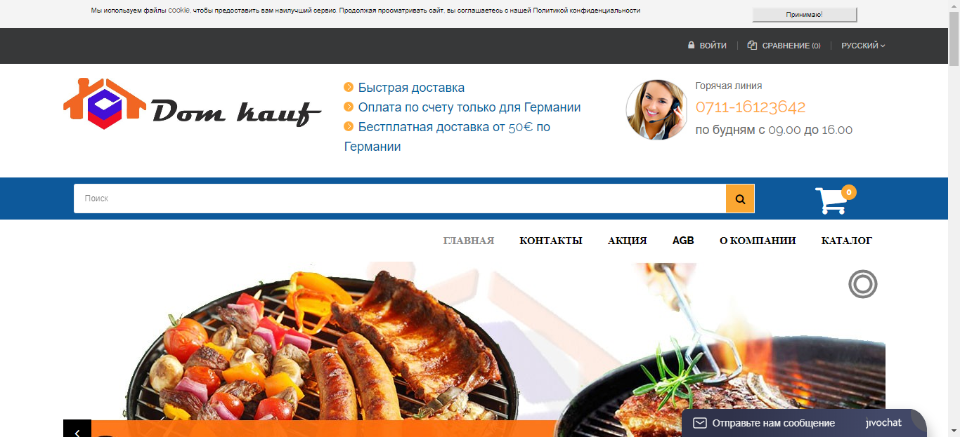 Мы используем файлы cookie, чтобы предоставить вам наилучший сервис. Продолжая просматривать сайт, вы соглашаетесь с нашей Политикой конфиденциальности
Принимаю!
ВОЙТИ
СРАВНЕНИЕ (0)
РУССКИЙ
Dom kauf
Быстрая доставка
Оплата по счету только для Германии
Бестплатная доставка от 50€ по
Германии
Горячая линия
0711-16123642
по будням с 09.00 до 16.00
Поиск
0
ГЛАВНАЯ КОНТАКТЫ АКЦИЯ AGB О КОМПАНИИ КАТАЛОГ
Отправьте нам сообщение
jivochat